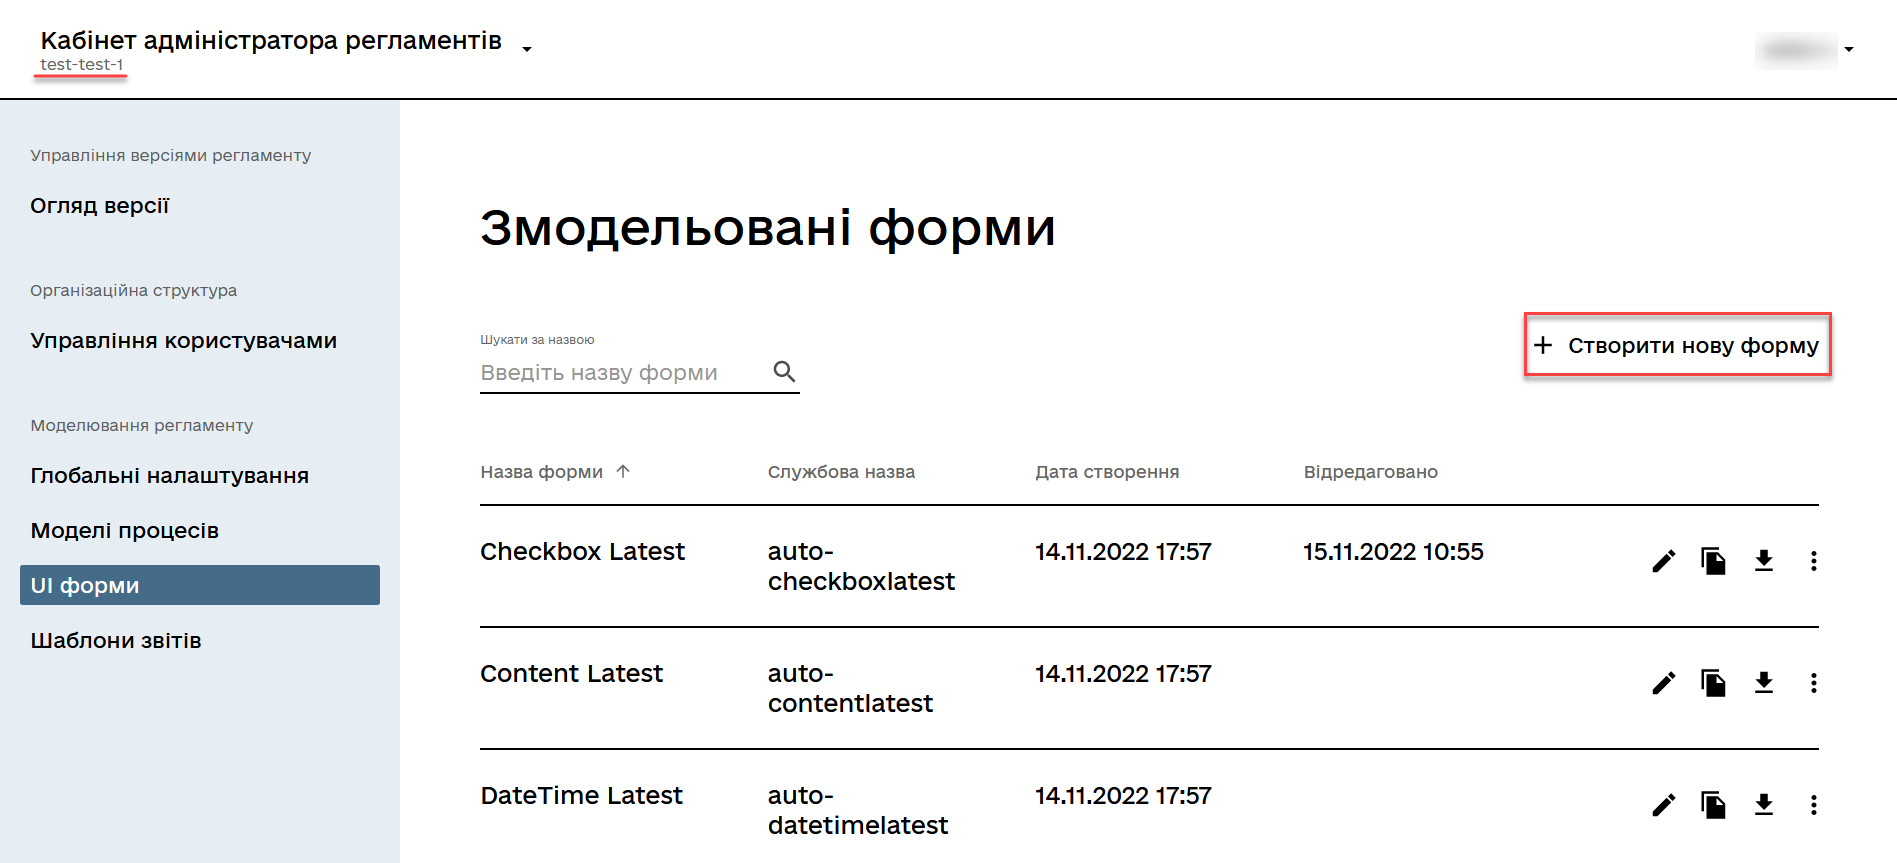 Кабінет адміністратора регламентів
test-test-1
Управління версіями регламенту
Огляд версії
Організаційна структура
Управління користувачами
Моделювання регламенту
Глобальні налаштування
Моделі процесів
UI форми
Шаблони звітів
Змодельовані форми
Шукати за назвою
Введіть назву форми
Створити нову форму
Назва форми Службова назва Дата створення Відредаговано
Checkbox Latest auto- 14.11.2022 17:57 15.11.2022 10:55
checkboxlatest
Content Latest auto- 14.11.2022 17:57
contentlatest
DateTime Latest auto- 14.11.2022 17:57
datetimelatest